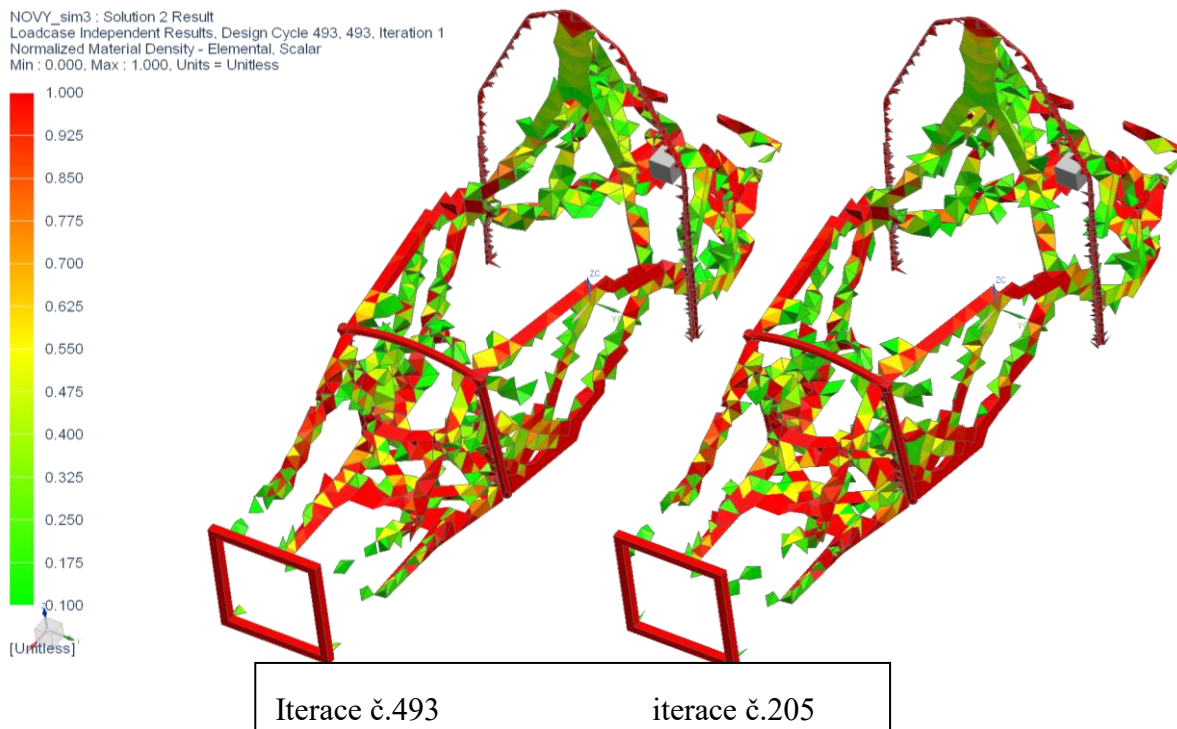 NOVY_sim3 : Solution 2 Result
Loadcase Independent Results, Design Cycle 493, 493, Iteration 1
Normalized Material Density - Elemental, Scalar
Min : 0.000, Max : 1.000, Units = Unitless
1.000
0.925
0.850
0.775
0.700
0.625
0.550
0.475
0.400
0.325
0.250
0.175
0.100
[Unitless]
ZC
ZC
Iterace č.493 iterace č.205